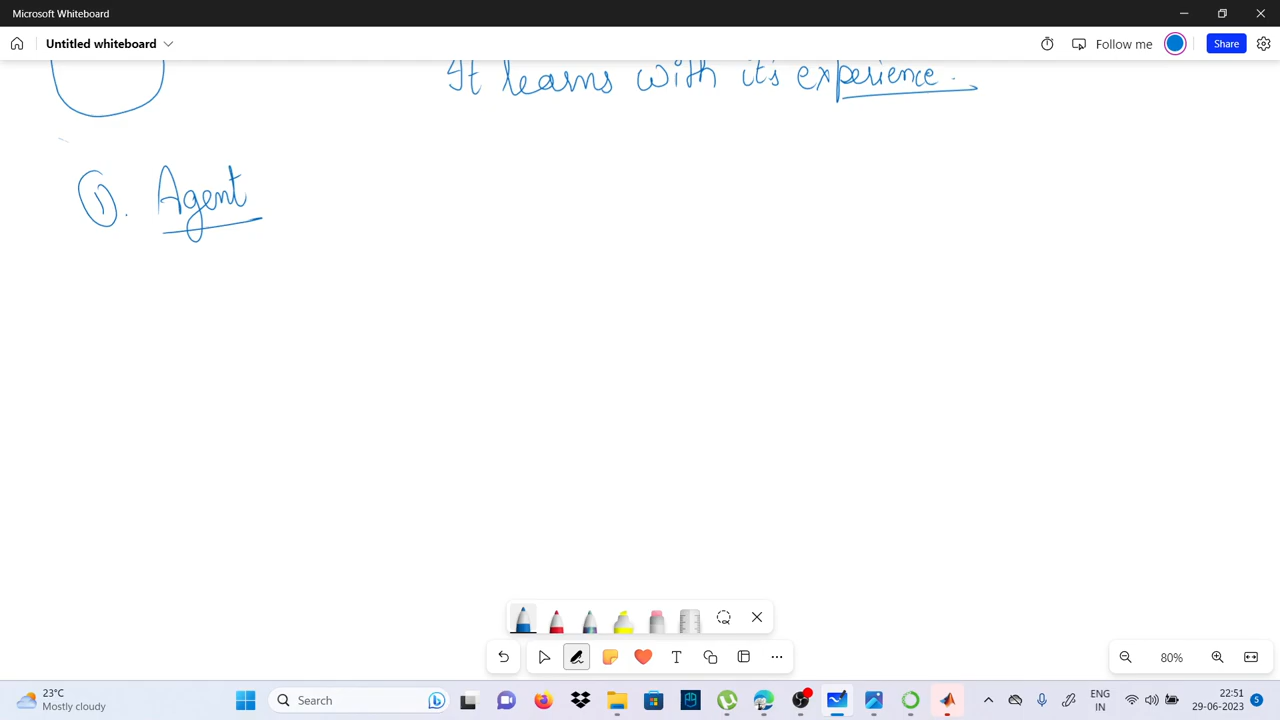 Microsoft Whiteboard
Untitled whiteboard
Follow me
Share
It learns with it's experience.
1. Agent
80%
23°C
Mostly cloudy
Search
ENG
IN
22:51
29-06-2023
5